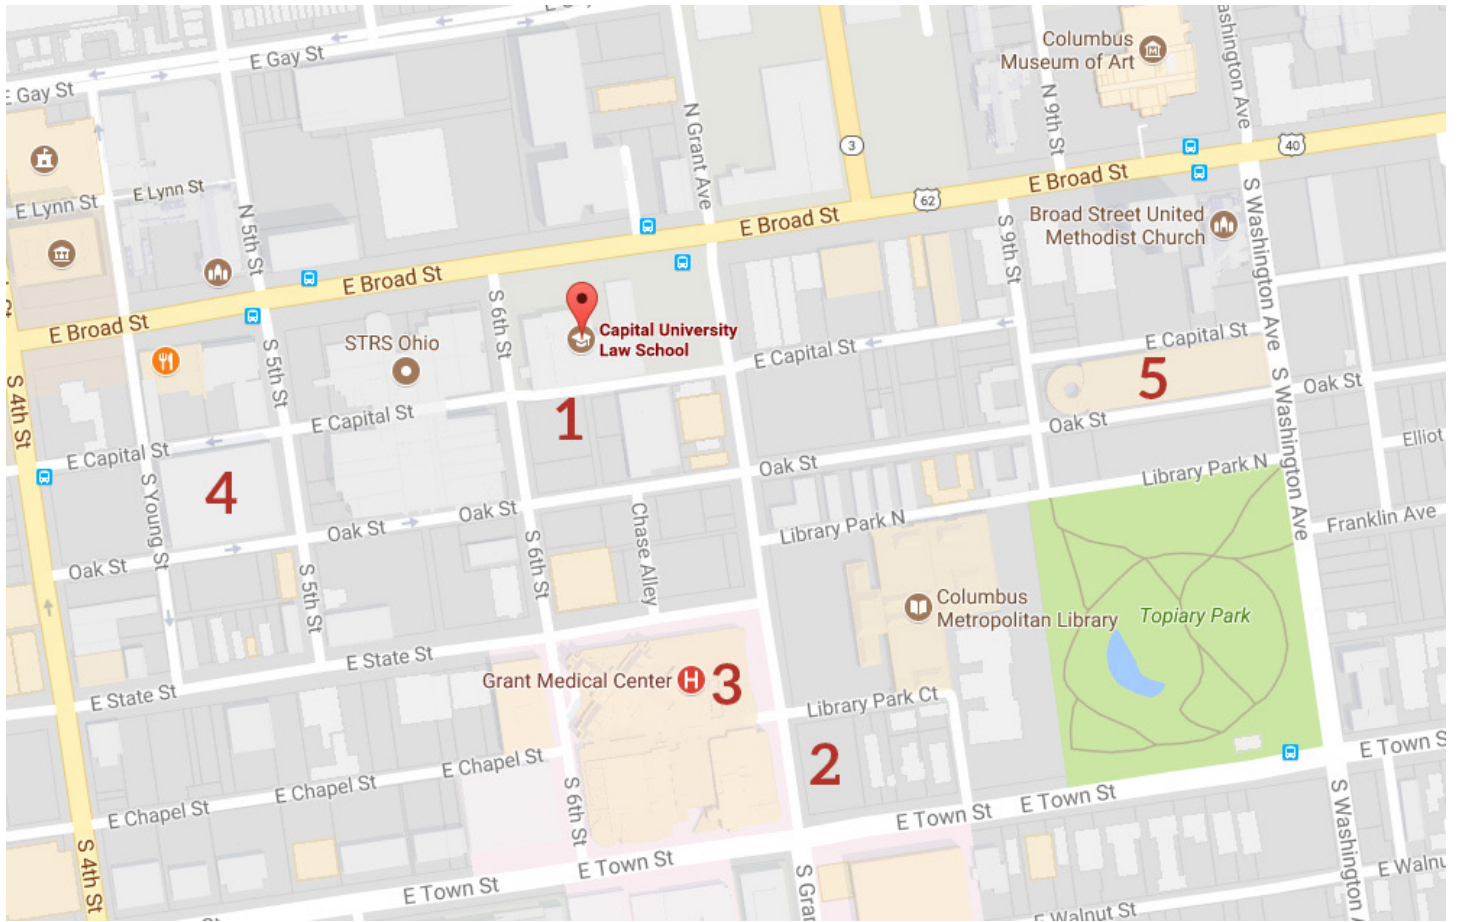 E Gay St
E Gay St
Columbus
Museum of Art
N Grant Ave
N 9th St
Washington Ave
3
40
E Lynn St
E Lynn St
N 5th St
E Broad St
62
E Broad St
S Washington Ave
Broad Street United
Methodist Church
S 9th St
E Broad St
E Broad St
S 6th St
Capital University
Law School
STRS Ohio
S 5th St
E Capital St
E Capital St
5
Oak St
S Washington Ave
S 4th St
E Capital St
1
Oak St
Elliot
E Capital St
4
S Young St
Oak St
Library Park N
Oak St
Oak St
Chase Alley
Library Park N
Franklin Ave
S 6th St
Oak St
S 5th St
Columbus
Metropolitan Library
Topiary Park
E State St
Grant Medical Center
H
3
E State St
Library Park Ct
2
E Chapel St
E Chapel St
E Chapel St
S 6th St
E Town St
E Town St
E Town S
S Washington A
S 4th St
E Town St
E Town St
S Gra
E Walnu
E Walnut St